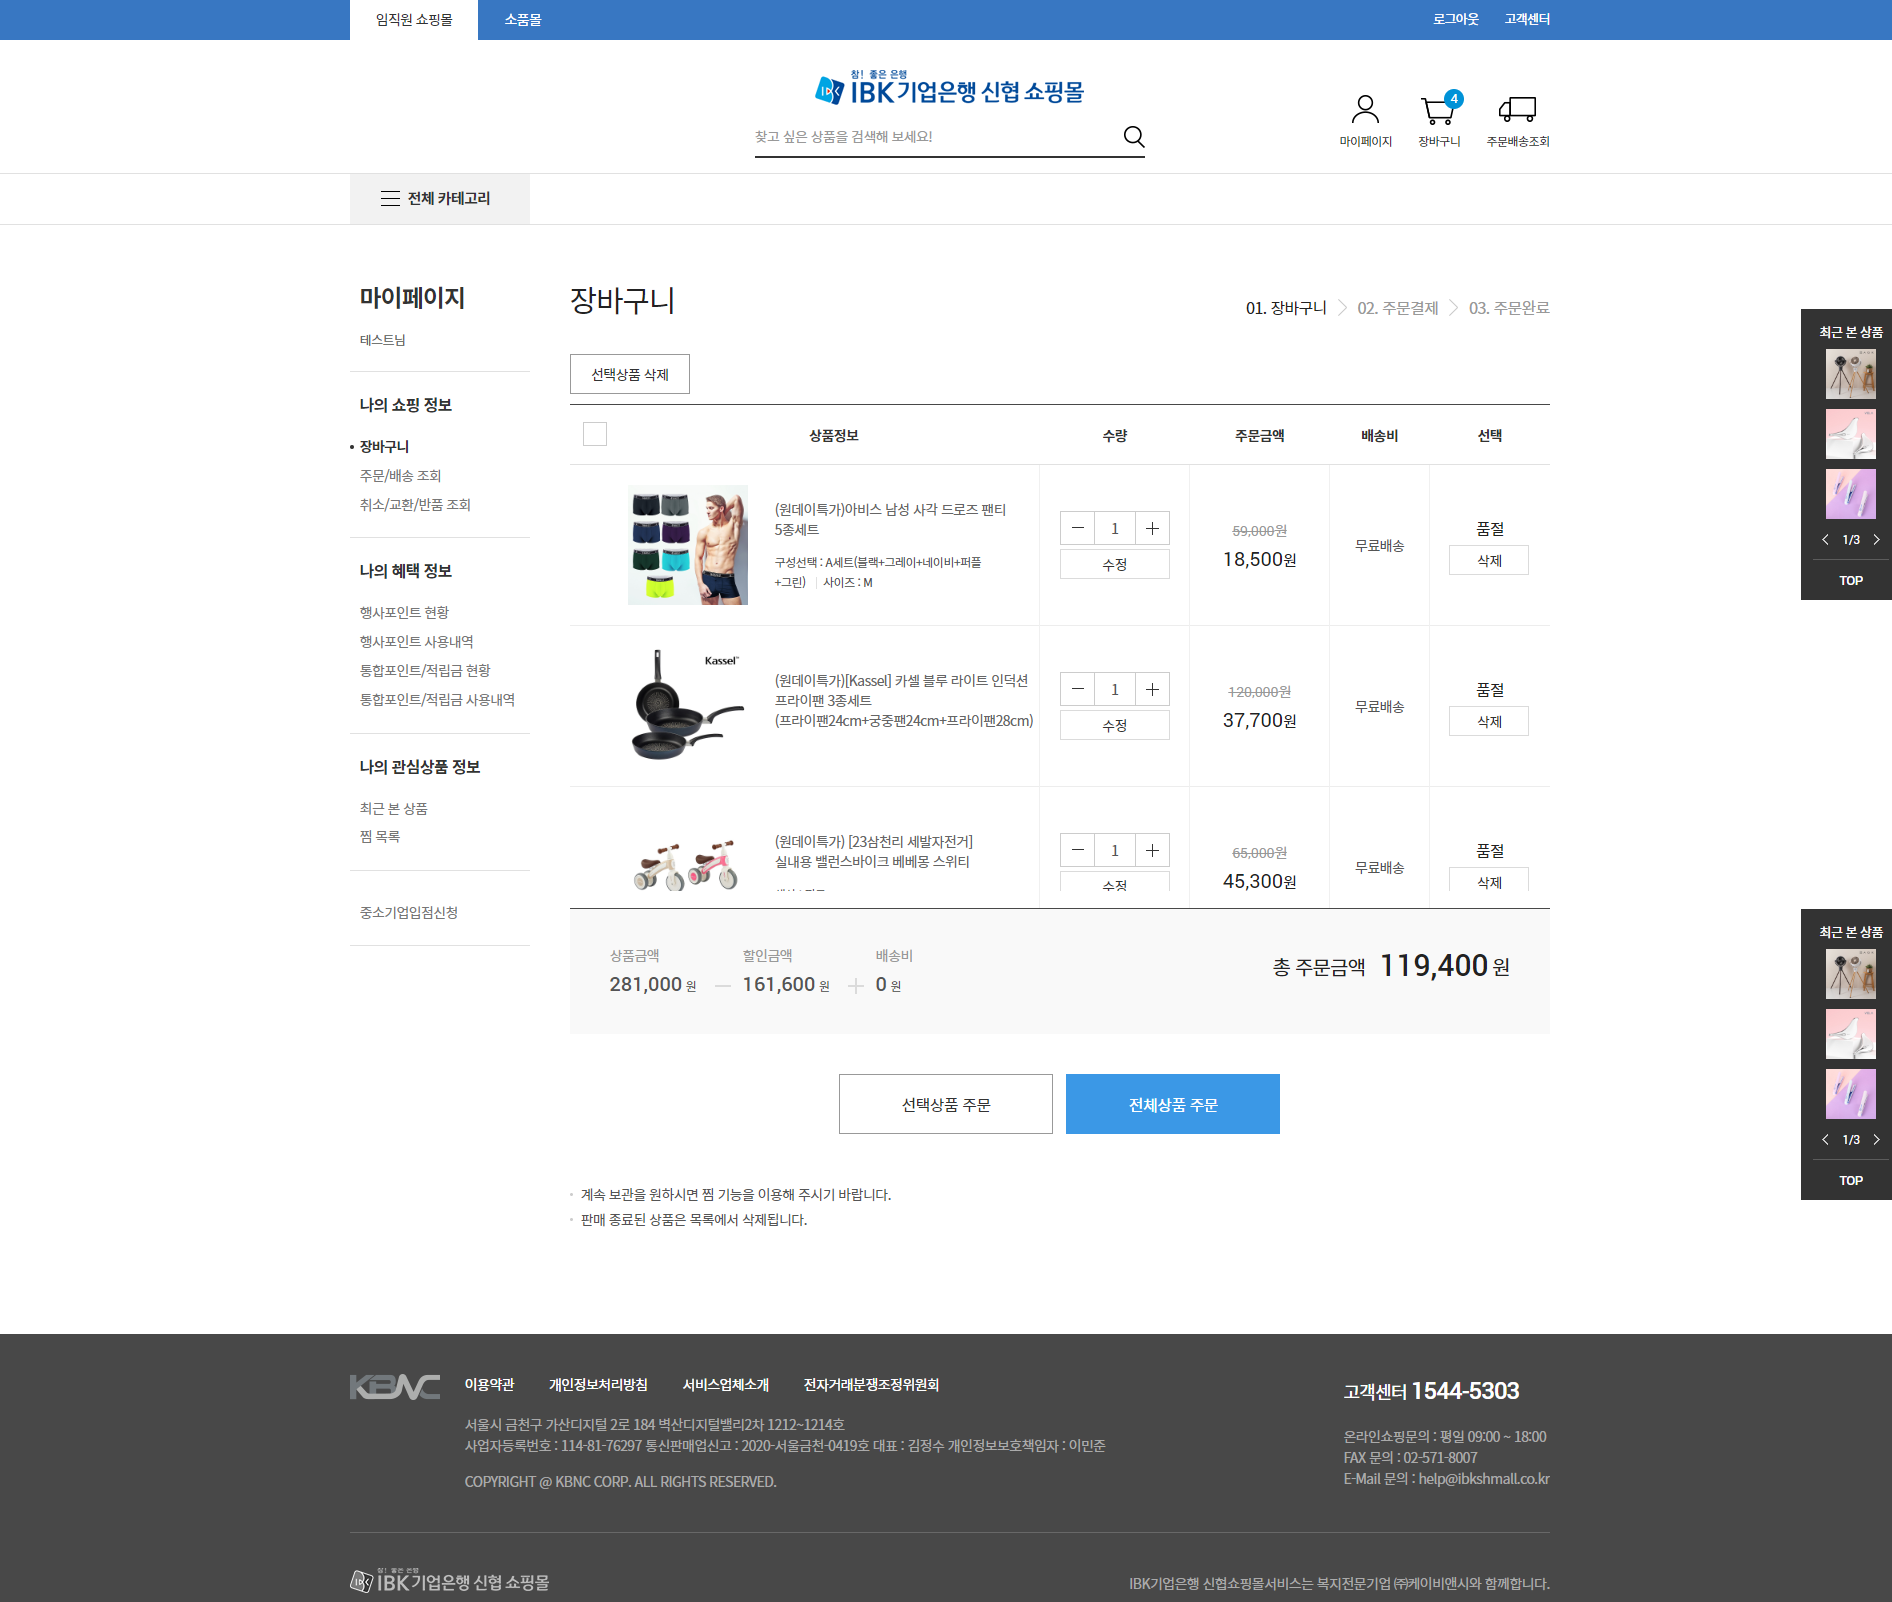 임직원 쇼핑몰
소품몰
로그아웃
고객센터
참! 좋은 은행
IBK기업은행 신협 쇼핑몰
찾고 싶은 상품을 검색해 보세요!
4
마이페이지
장바구니
주문배송조회
전체 카테고리
마이페이지
테스트님
나의 쇼핑 정보
장바구니
주문/배송 조회
취소/교환/반품 조회
나의 혜택 정보
행사포인트 현황
행사포인트 사용내역
통합포인트/적립금 현황
통합포인트/적립금 사용내역
나의 관심상품 정보
최근 본 상품
찜 목록
중소기업입점신청
장바구니
01. 장바구니
02. 주문결제
03. 주문완료
선택상품 삭제
상품정보
수량
주문금액
배송비
선택
(원데이특가)아비스 남성 사각 드로즈 팬티
5종세트
구성선택 : A세트(블랙+그레이+네이비+퍼플
+그린)
사이즈 : M
1
수정
59,000원
18,500원
무료배송
품절
삭제
Kassel
(원데이특가)[Kassel] 카셀 블루 라이트 인덕션
프라이팬 3종세트
(프라이팬24cm+궁중팬24cm+프라이팬28cm)
1
수정
120,000원
37,700원
무료배송
품절
삭제
(원데이특가) [23삼천리 세발자전거]
실내용 밸런스바이크 베베몽 스위티
1
수정
65,000원
45,300원
무료배송
품절
삭제
상품금액
281,000 원
할인금액
161,600 원
배송비
0 원
총 주문금액 119,400 원
선택상품 주문
전체상품 주문
계속 보관을 원하시면 찜 기능을 이용해 주시기 바랍니다.
판매 종료된 상품은 목록에서 삭제됩니다.
최근 본 상품
1/3
TOP
최근 본 상품
1/3
TOP
KBNC
이용약관
개인정보처리방침
서비스업체소개
전자거래분쟁조정위원회
서울시 금천구 가산디지털 2로 184 벽산디지털밸리2차 1212~1214호
사업자등록번호 : 114-81-76297 통신판매업신고 : 2020-서울금천-0419호 대표 : 김정수 개인정보보호책임자 : 이민준
COPYRIGHT @ KBNC CORP. ALL RIGHTS RESERVED.
고객센터 1544-5303
온라인쇼핑문의 : 평일 09:00 ~ 18:00
FAX 문의 : 02-571-8007
E-Mail 문의 : help@ibkshmall.co.kr
참! 좋은 은행
IBK기업은행 신협 쇼핑몰
IBK기업은행 신협쇼핑몰서비스는 복지전문기업 ㈜케이비앤시와 함께합니다.